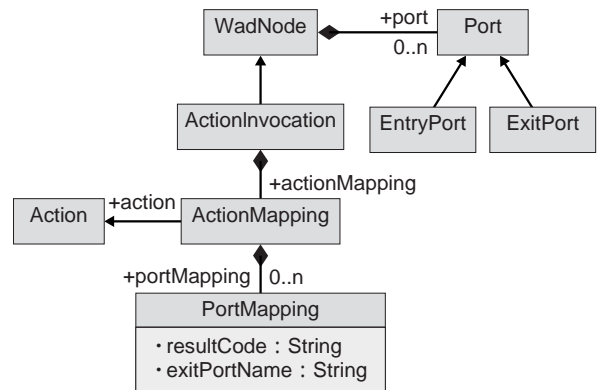 +port
WadNode
Port
0..n
ActionInvocation
EntryPort
ExitPort
+actionMapping
+action
Action
ActionMapping
+portMapping
0..n
PortMapping
・resultCode：String
・exitPortName：String